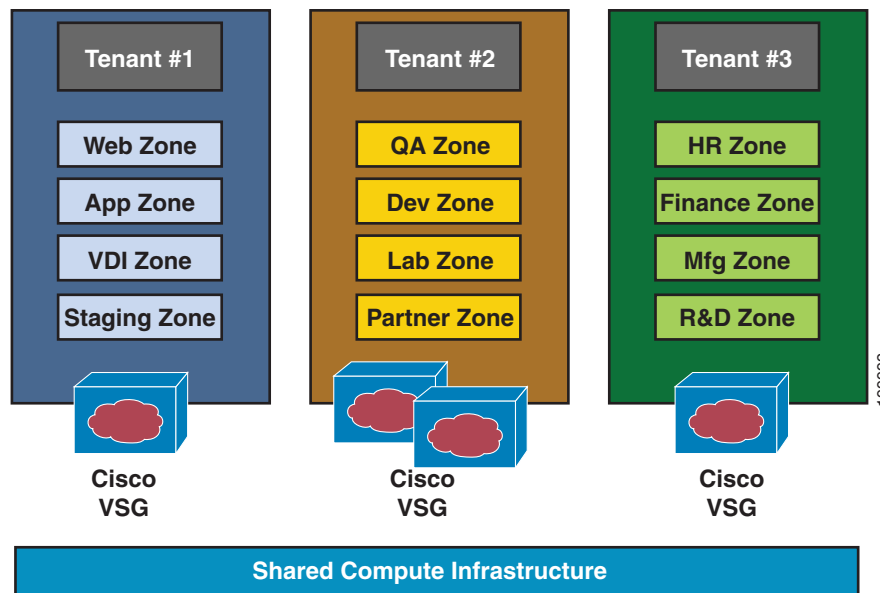 Tenant #1
Web Zone
App Zone
VDI Zone
Staging Zone
Cisco
VSG
Tenant #2
QA Zone
Dev Zone
Lab Zone
Partner Zone
Cisco
VSG
Tenant #3
HR Zone
Finance Zone
Mfg Zone
R&D Zone
Cisco
VSG
Shared Compute Infrastructure